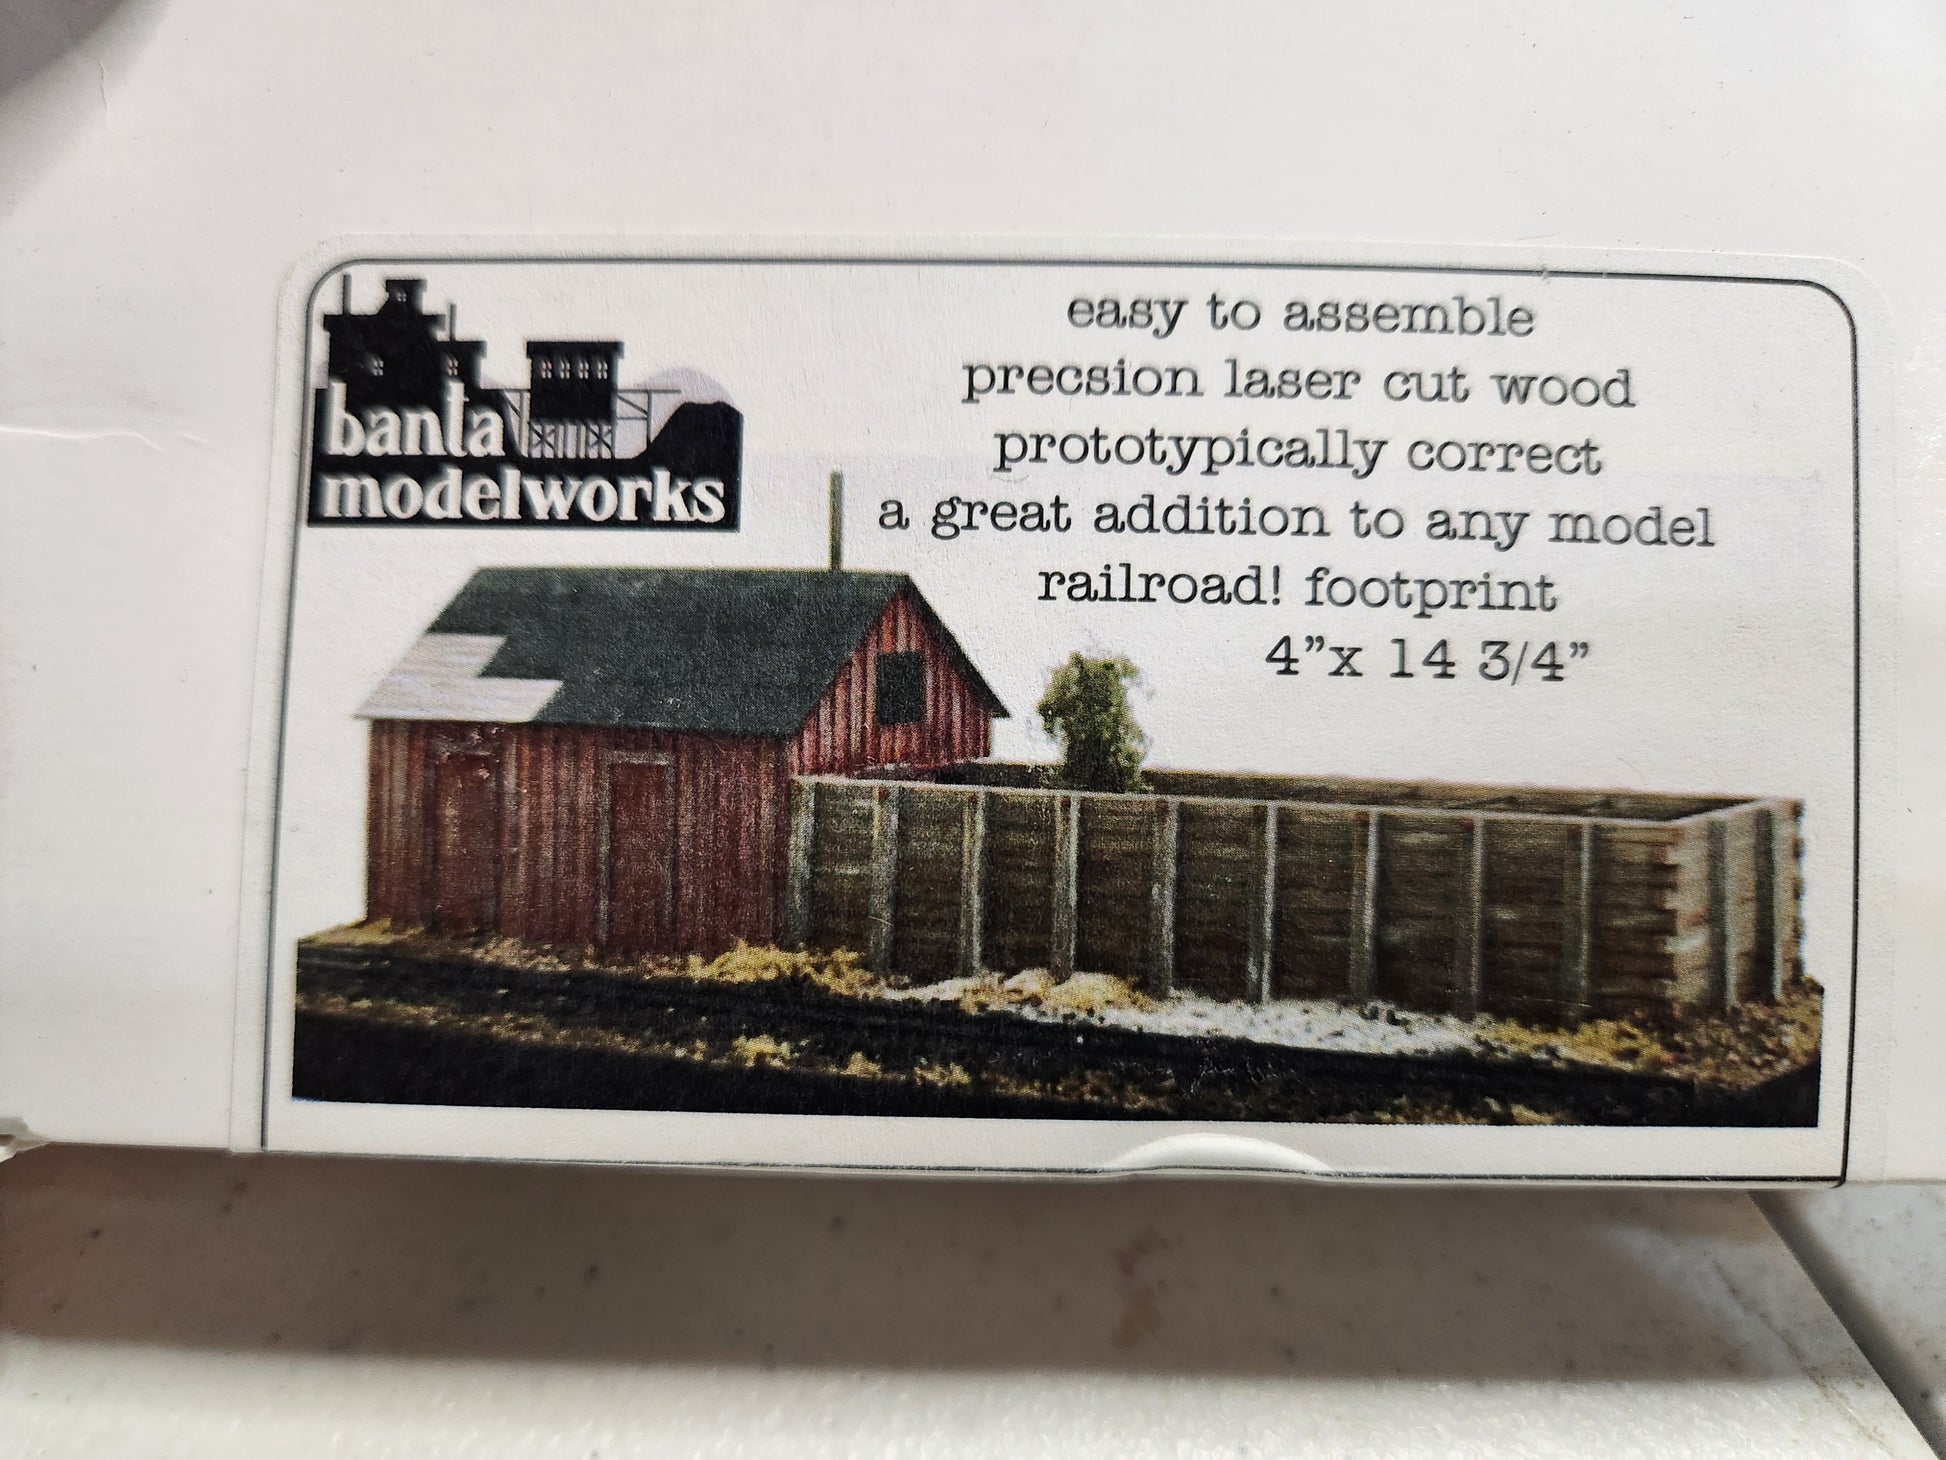 banta
modelworks
easy to assemble
precsion laser cut wood
prototypically correct
a great addition to any model
railroad! footprint
4”x 14 3/4”